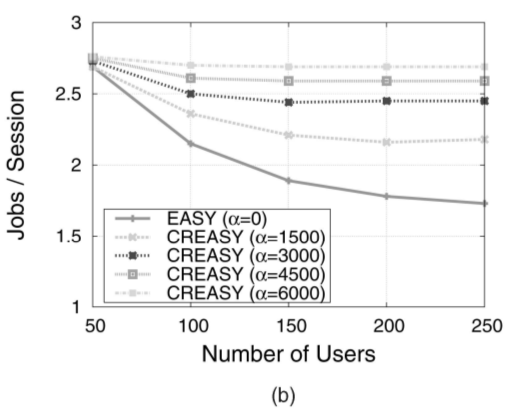 3
2.5
2
1.5
1
Jobs / Session
EASY (α=0)
CREASY (α=1500)
CREASY (α=3000)
CREASY (α=4500)
CREASY (α=6000)
50 100 150 200 250
Number of Users
(b)